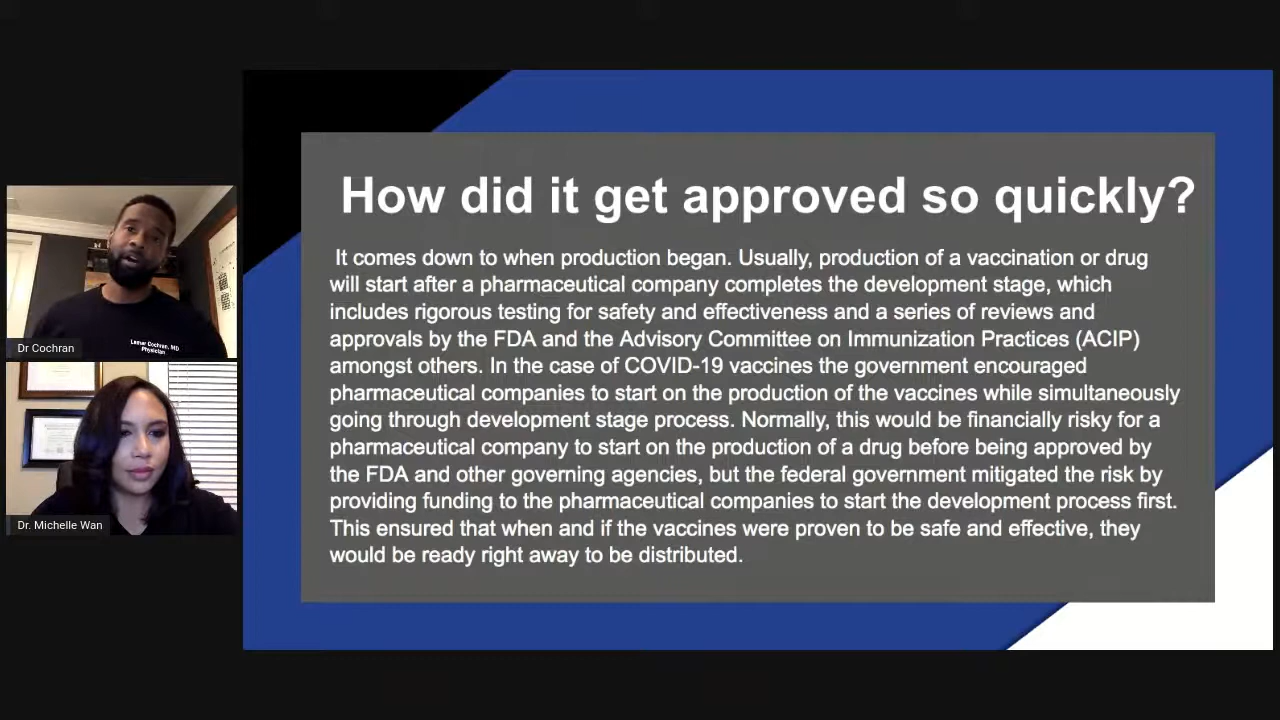 How did it get approved so quickly?
It comes down to when production began. Usually, production of a vaccination or drug
will start after a pharmaceutical company completes the development stage, which
includes rigorous testing for safety and effectiveness and a series of reviews and
approvals by the FDA and the Advisory Committee on Immunization Practices (ACIP)
amongst others. In the case of COVID-19 vaccines the government encouraged
pharmaceutical companies to start on the production of the vaccines while simultaneously
going through development stage process. Normally, this would be financially risky for a
pharmaceutical company to start on the production of a drug before being approved by
the FDA and other governing agencies, but the federal government mitigated the risk by
providing funding to the pharmaceutical companies to start the development process first.
This ensured that when and if the vaccines were proven to be safe and effective, they
would be ready right away to be distributed.
Lamar Cochran, MD
Physician
Dr Cochran
Dr. Michelle Wan